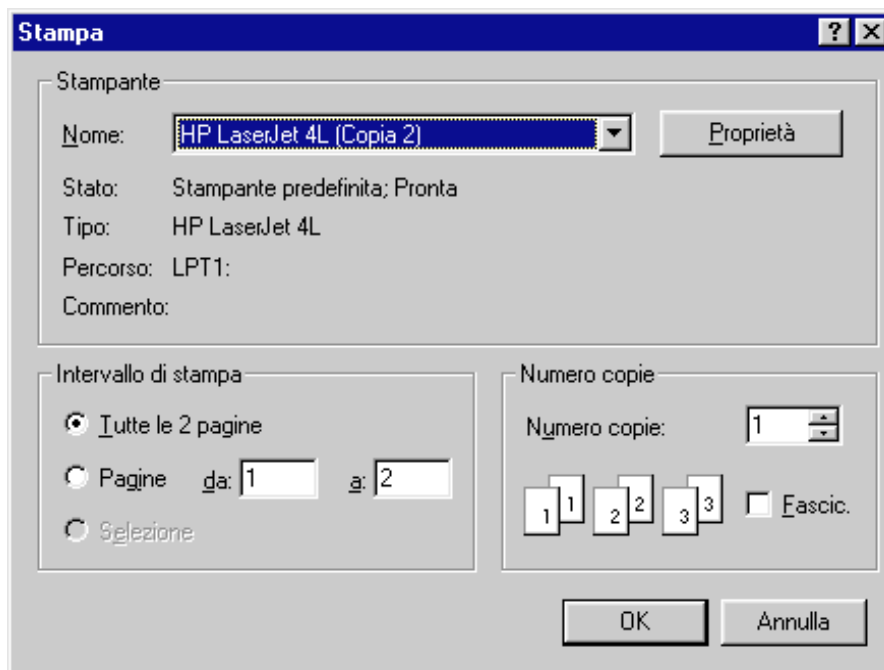 Stampa
Stampante
Nome: HP LaserJet 4L (Copia 2) Proprietà
Stato: Stampante predefinita; Pronta
Tipo: HP LaserJet 4L
Percorso: LPT1:
Commento:
Intervallo di stampa
Tutte le 2 pagine
Pagine da: 1 a: 2
Selezione
Numero copie
Numero copie: 1
1 1 2 2 3 3 Fascic.
OK Annulla